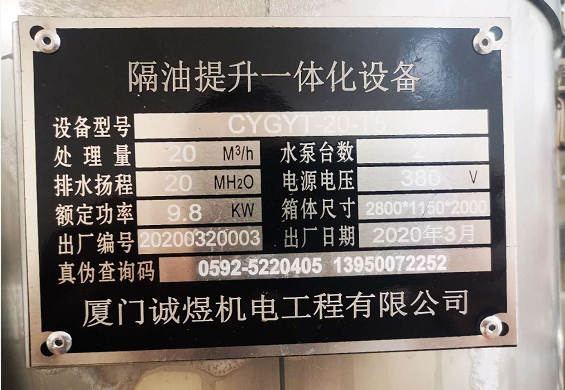 隔油提升一体化设备
设备型号 CYGYT-20-T5
处理量 20 M³/h 水泵台数 2
排水扬程 20 MH₂O 电源电压 380 V
额定功率 9.8 KW 箱体尺寸 2800*1150*2000
出厂编号 20200320003 出厂日期 2020年3月
真伪查询码 0592-5220405 13950072252
厦门诚煜机电工程有限公司